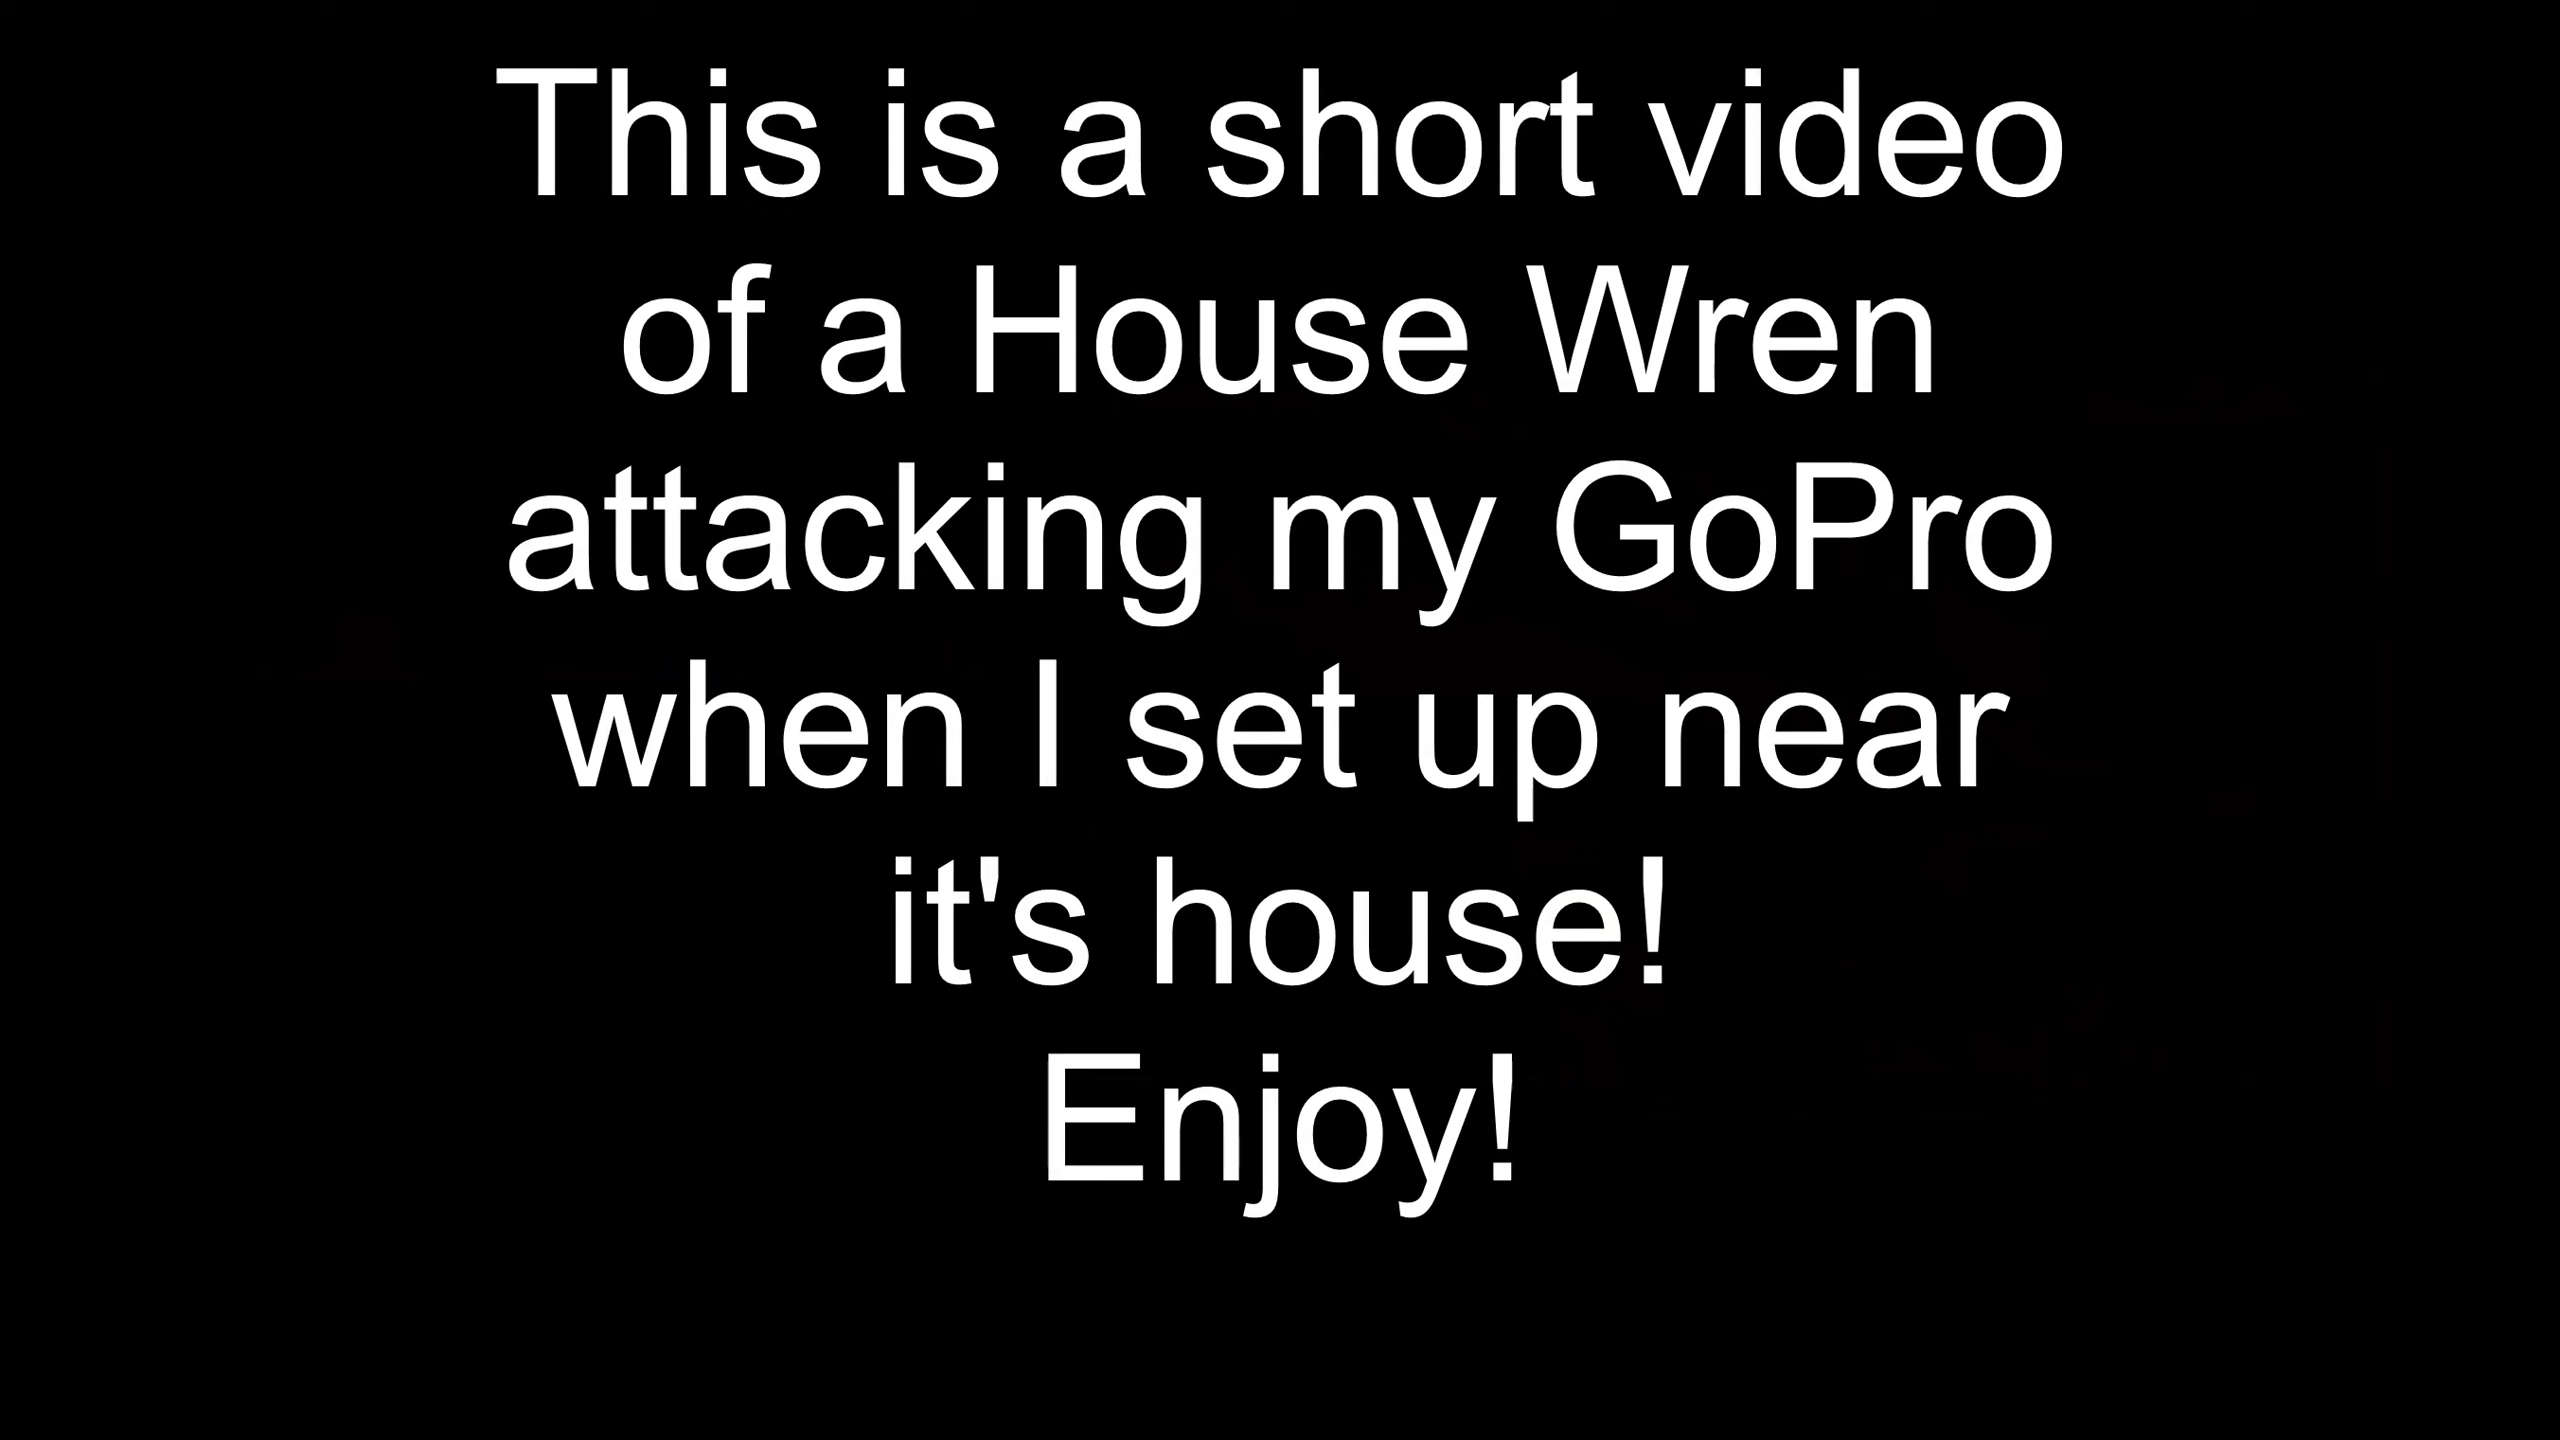 This is a short video
of a House Wren
attacking my GoPro
when I set up near
it's house!
Enjoy!